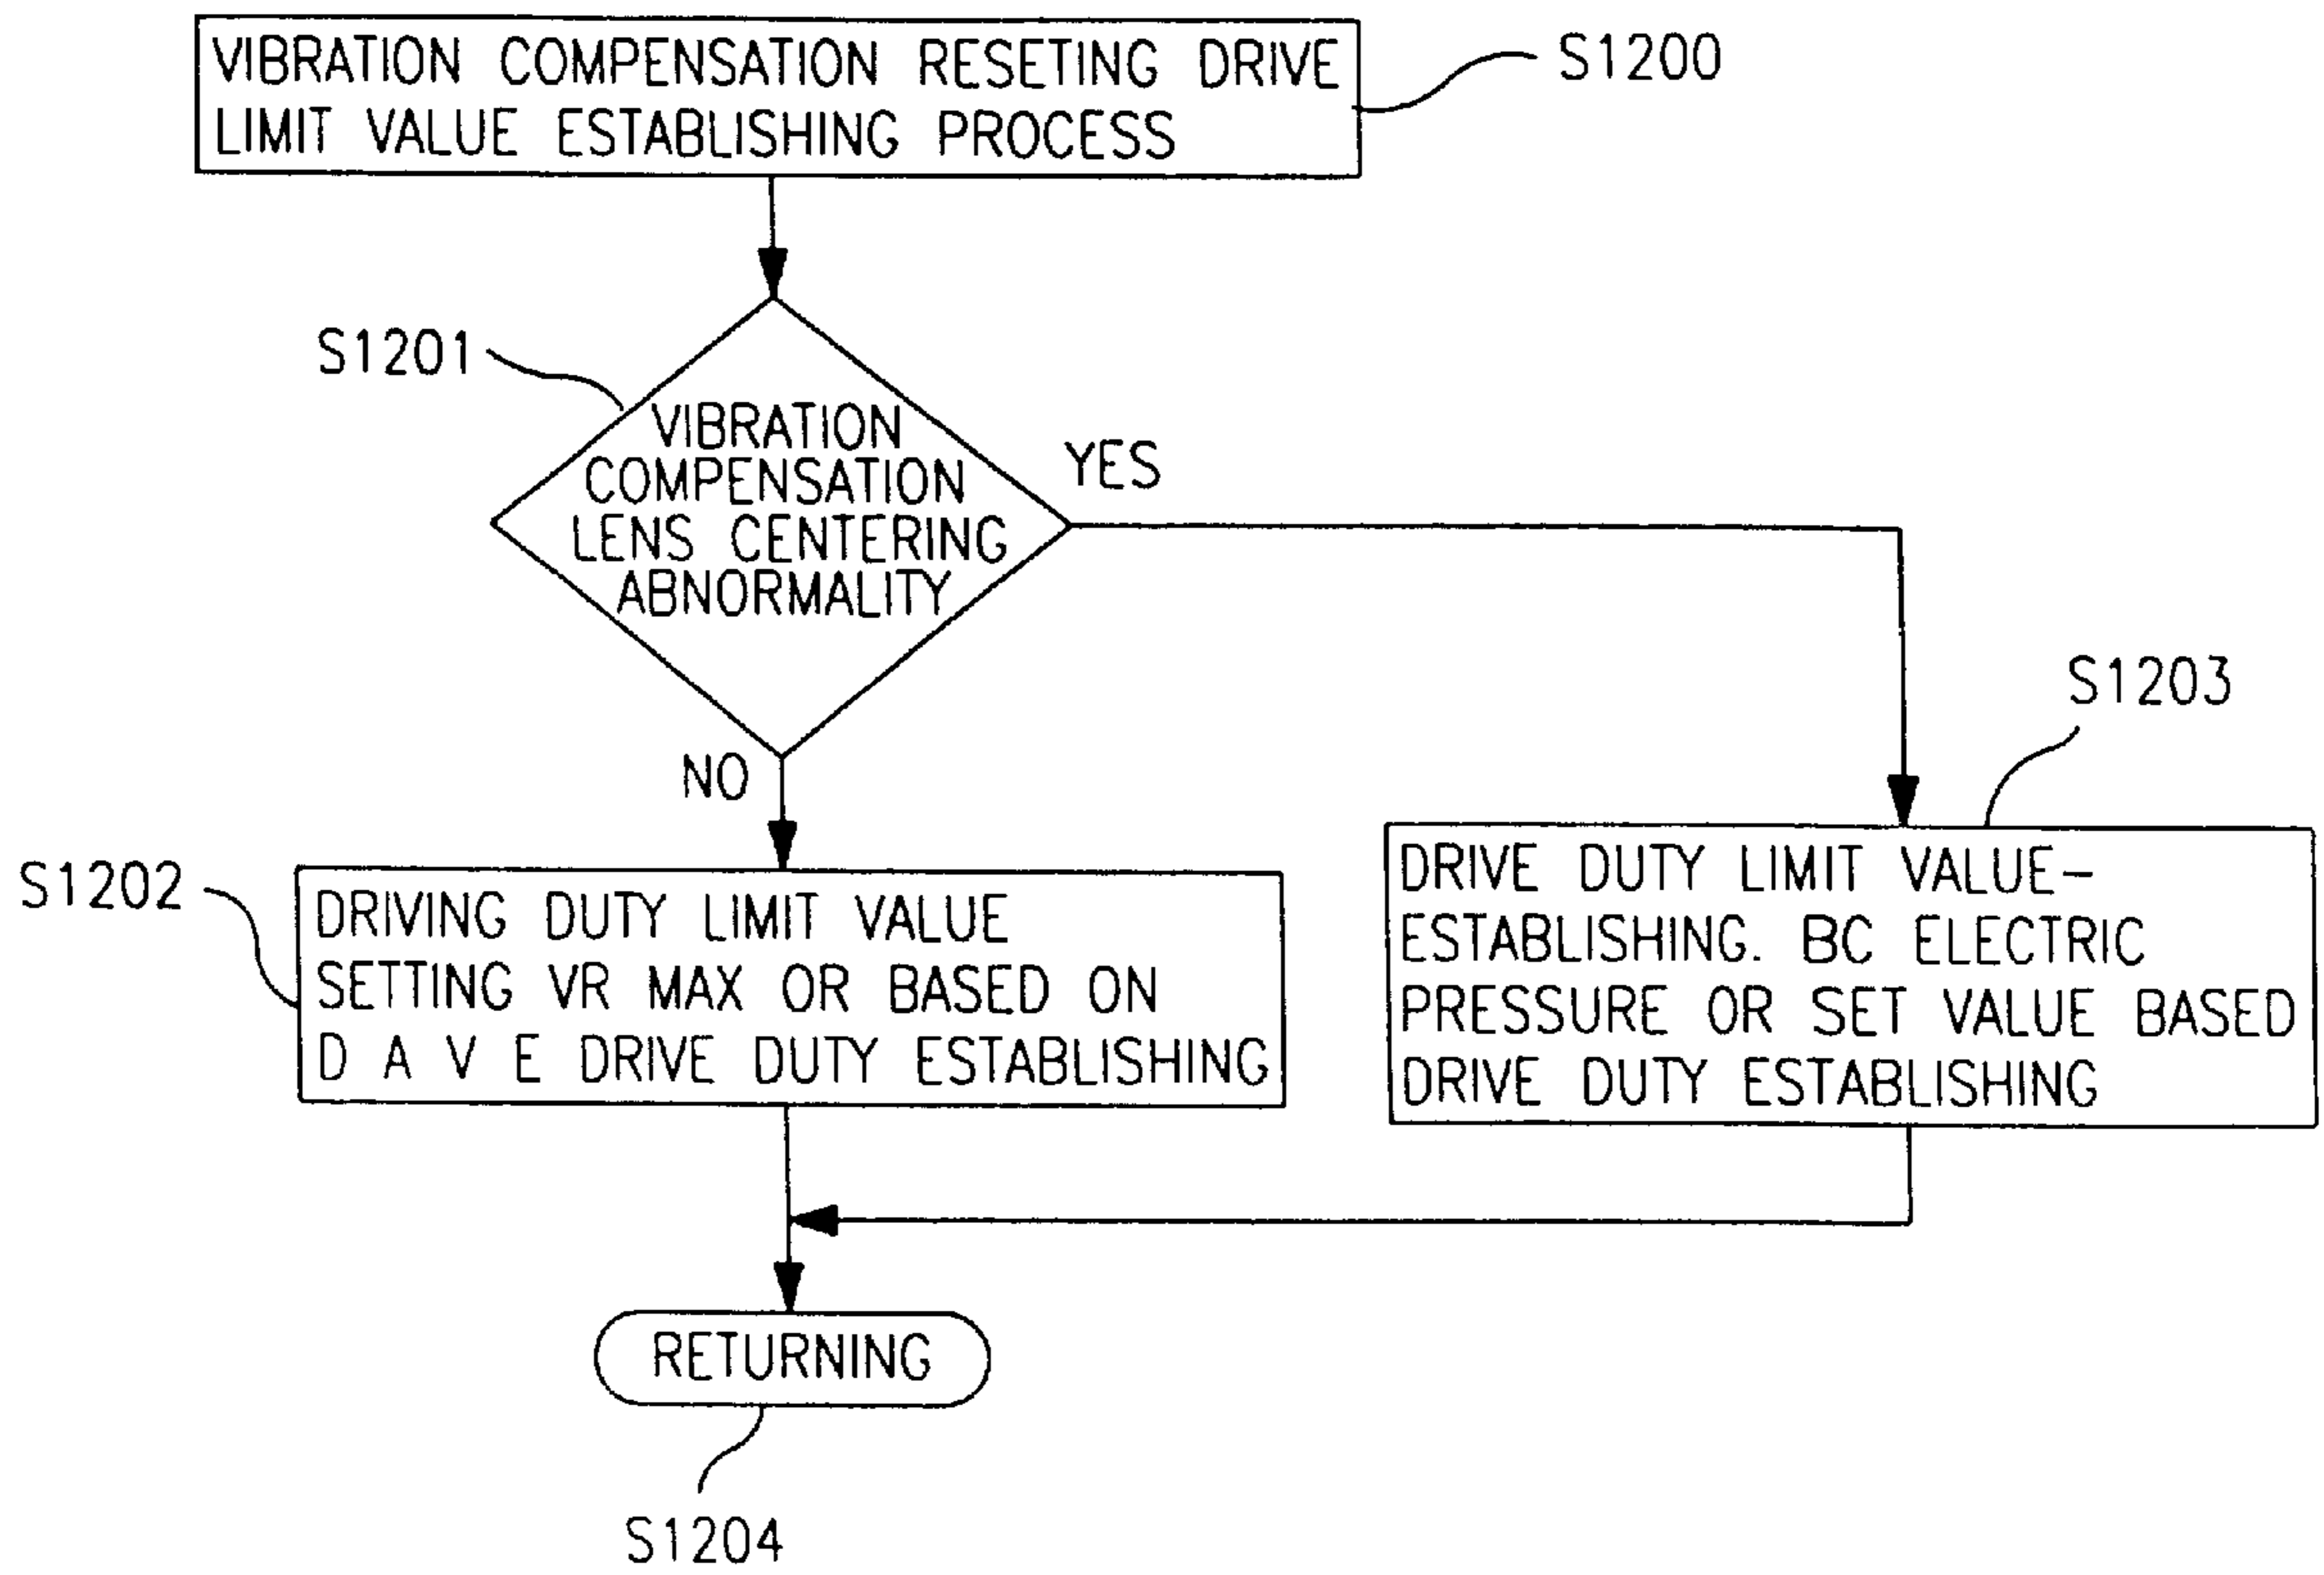 VIBRATION COMPENSATION RESETING DRIVE
LIMIT VALUE ESTABLISHING PROCESS
S1200
S1201
VIBRATION
COMPENSATION
LENS CENTERING
ABNORMALITY
YES
NO
S1203
S1202
DRIVING DUTY LIMIT VALUE
SETTING VR MAX OR BASED ON
D A V E DRIVE DUTY ESTABLISHING
DRIVE DUTY LIMIT VALUE–
ESTABLISHING. BC ELECTRIC
PRESSURE OR SET VALUE BASED
DRIVE DUTY ESTABLISHING
RETURNING
S1204